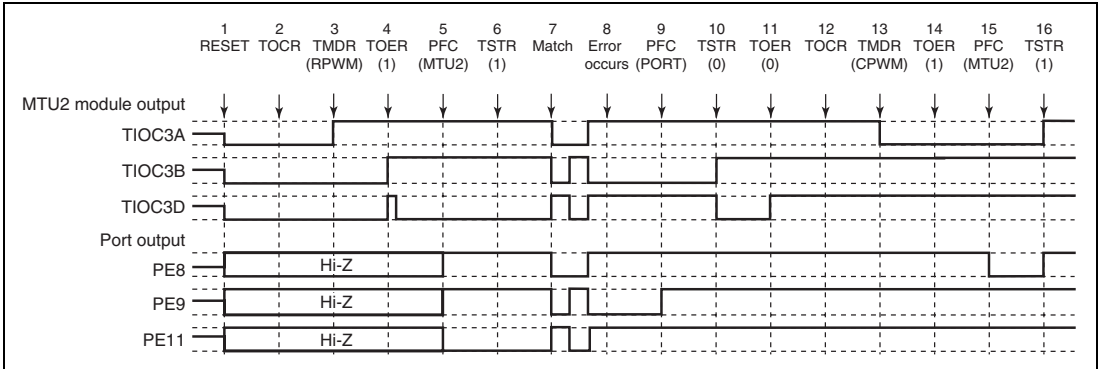 1 2 3 4 5 6 7 8 9 10 11 12 13 14 15 16
RESET TOCR TMDR TOER PFC TSTR Match Error PFC TSTR TOER TOCR TMDR TOER PFC TSTR
(RPWM) (1) (MTU2) (1) occurs (PORT) (0) (0) (CPWM) (1) (MTU2) (1)
MTU2 module output
TIOC3A
TIOC3B
TIOC3D
Port output
PE8 Hi-Z
PE9 Hi-Z
PE11 Hi-Z